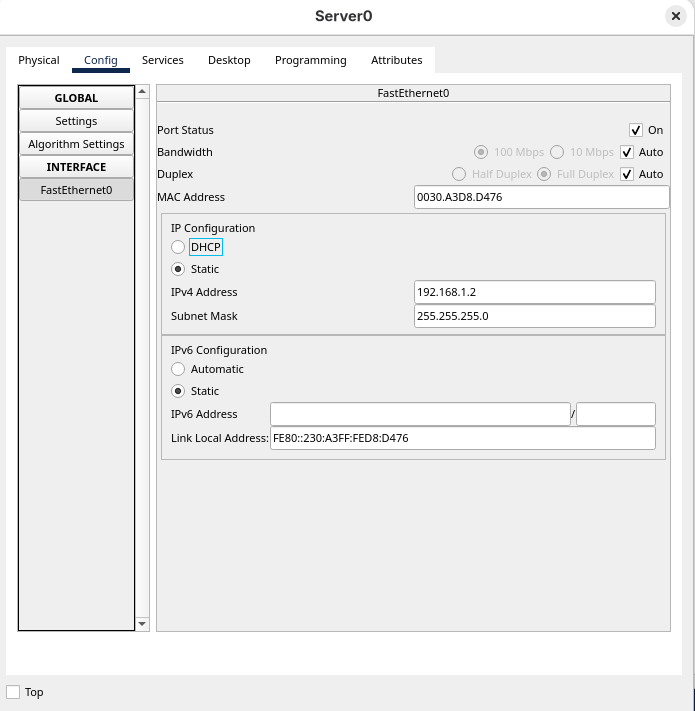 Server0
Physical Config Services Desktop Programming Attributes
GLOBAL
Settings
Algorithm Settings
INTERFACE
FastEthernet0
FastEthernet0
Port Status On
Bandwidth 100 Mbps 10 Mbps Auto
Duplex Half Duplex Full Duplex Auto
MAC Address 0030.A3D8.D476
IP Configuration
DHCP
Static
IPv4 Address 192.168.1.2
Subnet Mask 255.255.255.0
IPv6 Configuration
Automatic
Static
IPv6 Address /
Link Local Address: FE80::230:A3FF:FED8:D476
Top